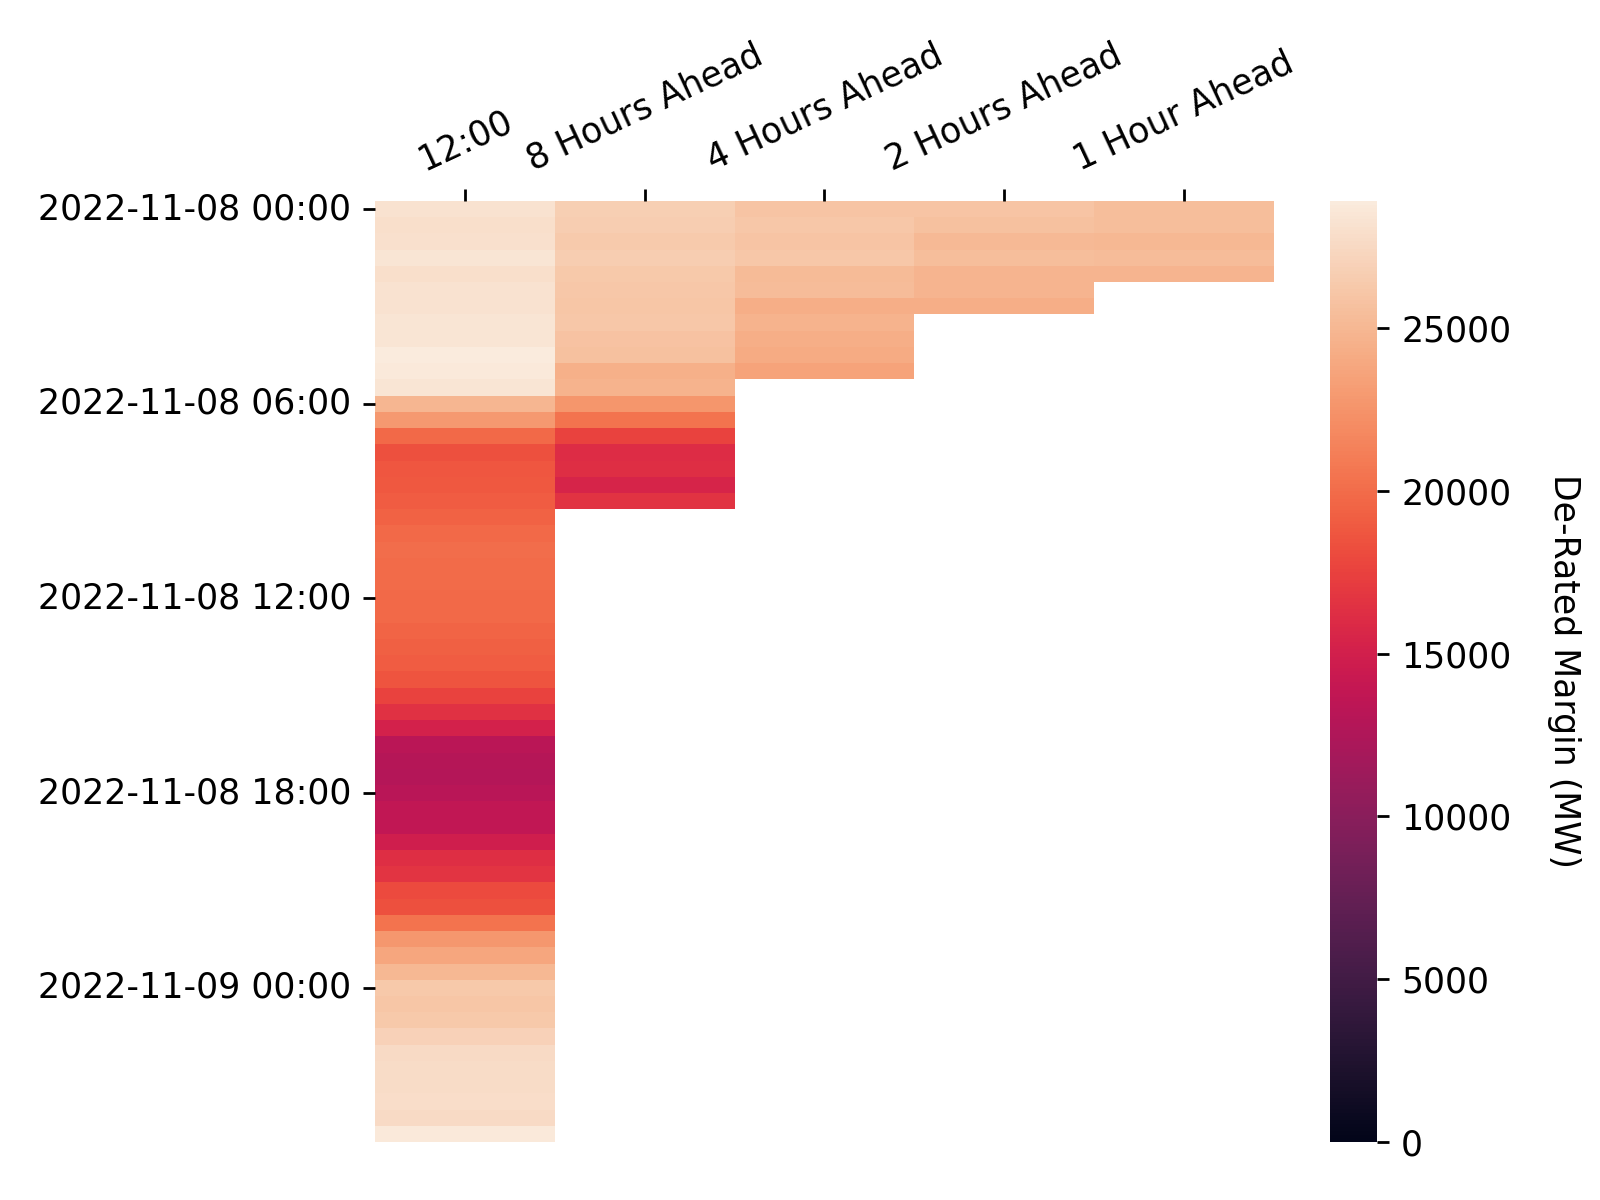 12:00
8 Hours Ahead
4 Hours Ahead
2 Hours Ahead
1 Hour Ahead
2022-11-08 00:00
2022-11-08 06:00
2022-11-08 12:00
2022-11-08 18:00
2022-11-09 00:00
25000
20000
15000
10000
5000
0
De-Rated Margin (MW)